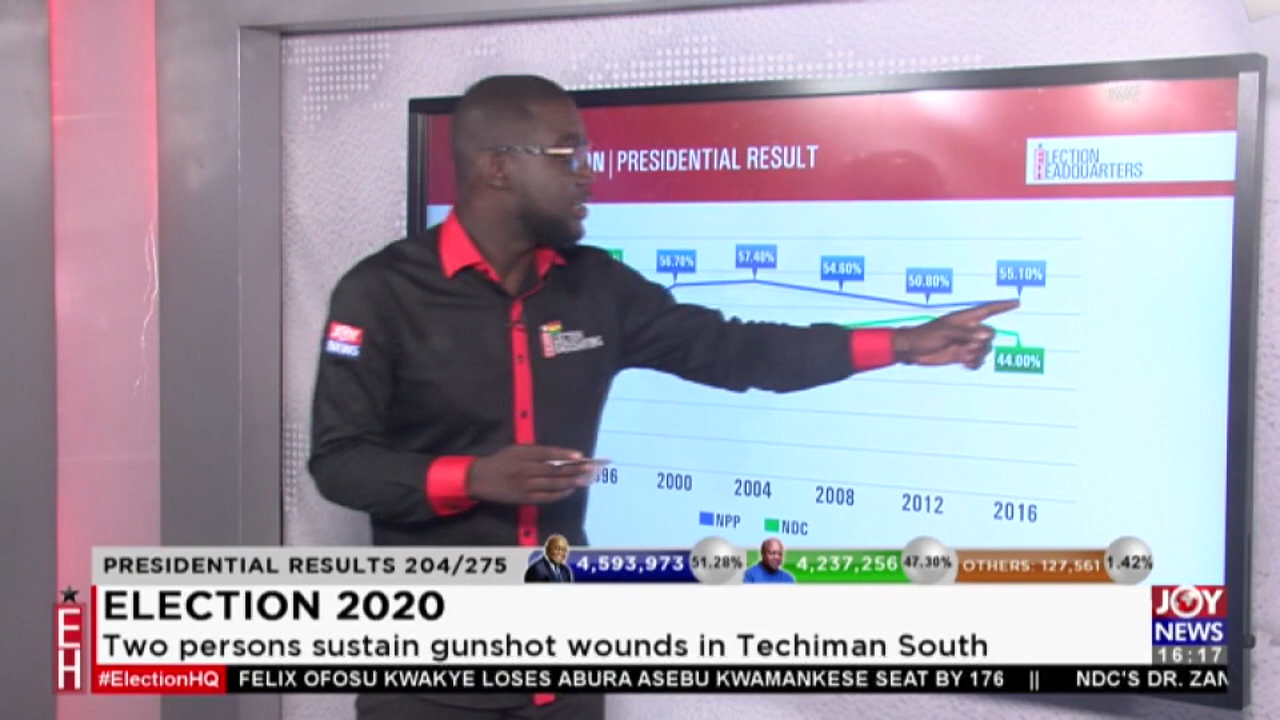 N | PRESIDENTIAL RESULT
ELECTION
HEADQUARTERS
56.70%
57.40%
54.60%
50.80%
55.10%
44.00%
JOY
NEWS
96
2000
2004
2008
2012
2016
NPP
NDC
PRESIDENTIAL RESULTS 204/275
4,593,973 51.28%
4,237,256 47.30%
OTHERS: 127,561 1.42%
EH
ELECTION 2020
Two persons sustain gunshot wounds in Techiman South
JOY
NEWS
16:17
#ElectionHQ
FELIX OFOSU KWAKYE LOSES ABURA ASEBU KWAMANKESE SEAT BY 176 || NDC'S DR. ZAN